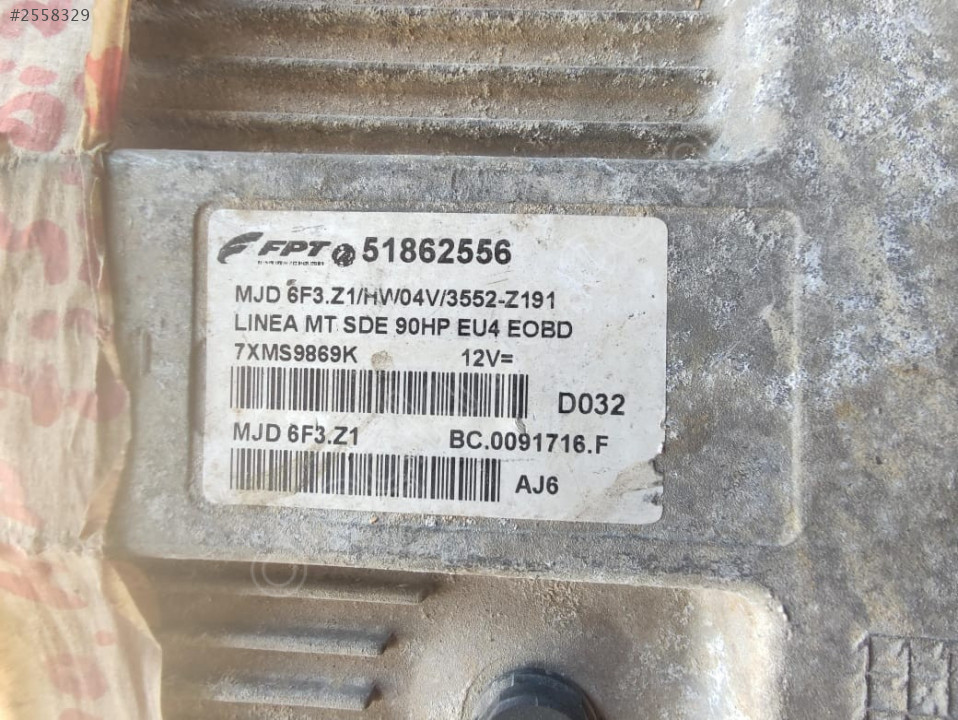 #2558329
FPT 51862556
MJD 6F3.Z1/HW04V/3552-Z191
LINEA MT SDE 90HP EU4 EOBD
7XMS9869K 12V=
D032
MJD 6F3.Z1 BC.0091716.F
AJ6